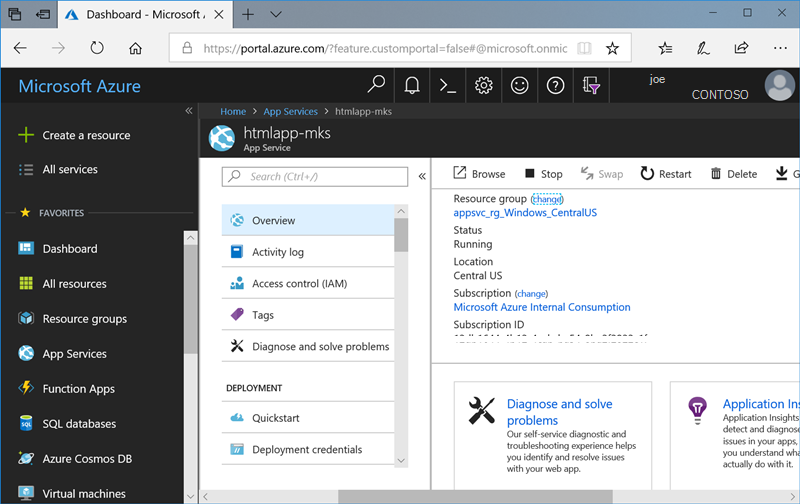 Dashboard - Microsoft A
https://portal.azure.com/?feature.customportal=false#@microsoft.onmic
Microsoft Azure
joe
CONTOSO
Home > App Services > htmlapp-mks
htmlapp-mks
App Service
Create a resource
All services
FAVORITES
Dashboard
All resources
Resource groups
App Services
Function Apps
SQL databases
Azure Cosmos DB
Virtual machines
Search (Ctrl+/)
Overview
Activity log
Access control (IAM)
Tags
Diagnose and solve problems
DEPLOYMENT
Quickstart
Deployment credentials
Browse
Stop
Swap
Restart
Delete
G
Resource group (change)
appsvc_rg_Windows_CentralUS
Status
Running
Location
Central US
Subscription (change)
Microsoft Azure Internal Consumption
Subscription ID
Diagnose and solve
problems
Our self-service diagnostic and
troubleshooting experience helps
you identify and resolve issues
with your web app.
Application Ins
Application Insights
detect and diagnose
issues in your apps,
you understand wha
actually do with it.